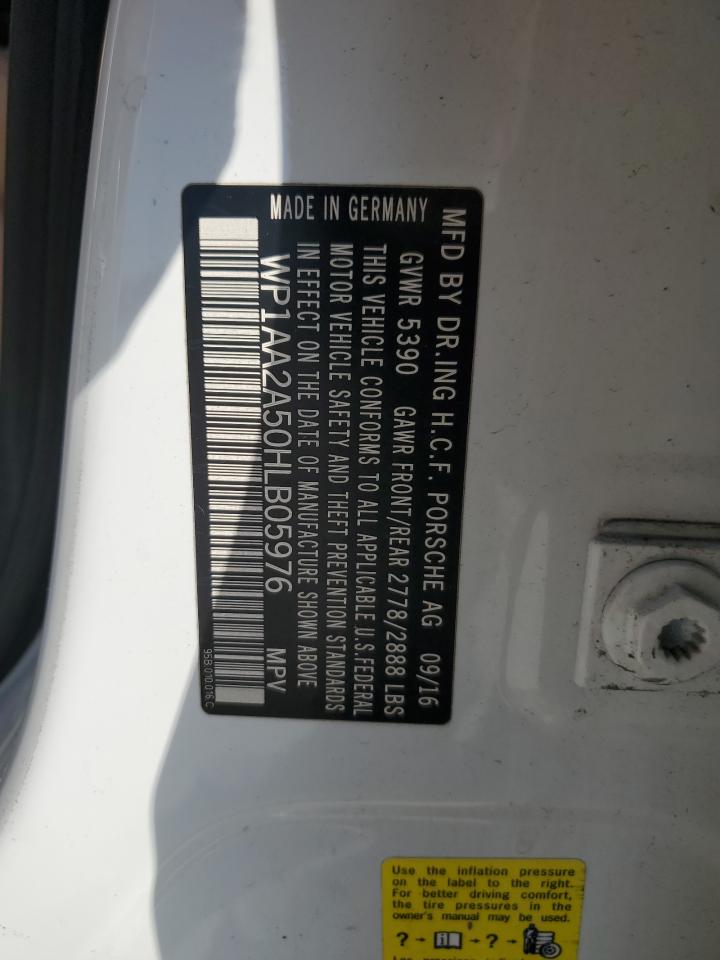 MFD BY DR.ING H.C.F. PORSCHE AG 09/16
GVWR 5390 GAWR FRONT/REAR 2778/2888 LBS
THIS VEHICLE CONFORMS TO ALL APPLICABLE U.S.FEDERAL
MOTOR VEHICLE SAFETY AND THEFT PREVENTION STANDARDS
IN EFFECT ON THE DATE OF MANUFACTURE SHOWN ABOVE
WP1AA2A50HLB05976 MPV
MADE IN GERMANY
95B.010.016.C
Use the inflation pressure
on the label to the right.
For better driving comfort,
the tire pressures in the
owner's manual may be used.
? - i - ? -